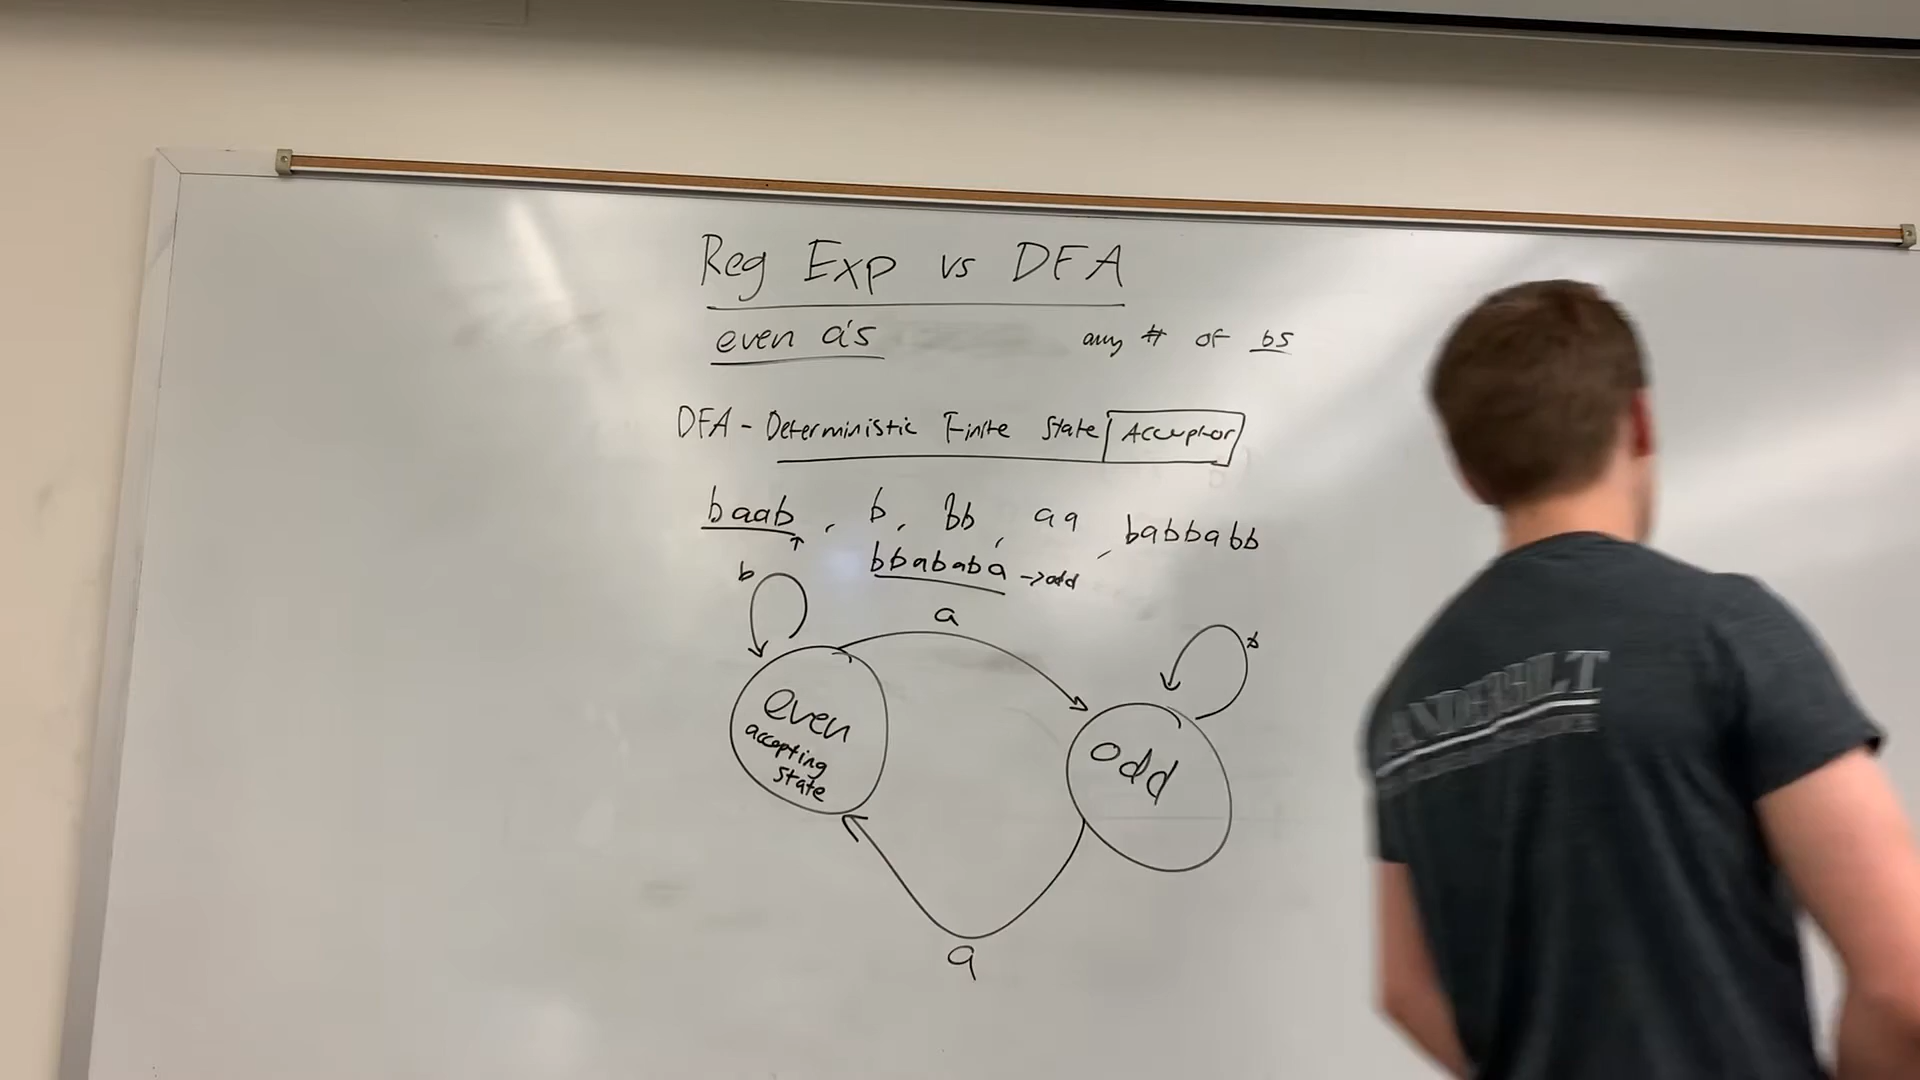 Reg Exp vs DFA
even a's any # of bs
DFA - Deterministic Finite State Acceptor
baab, b, bb, aa, babbabb
bbababa -> odd
b
a
b
even
accepting
state
odd
a
ANDERBILT